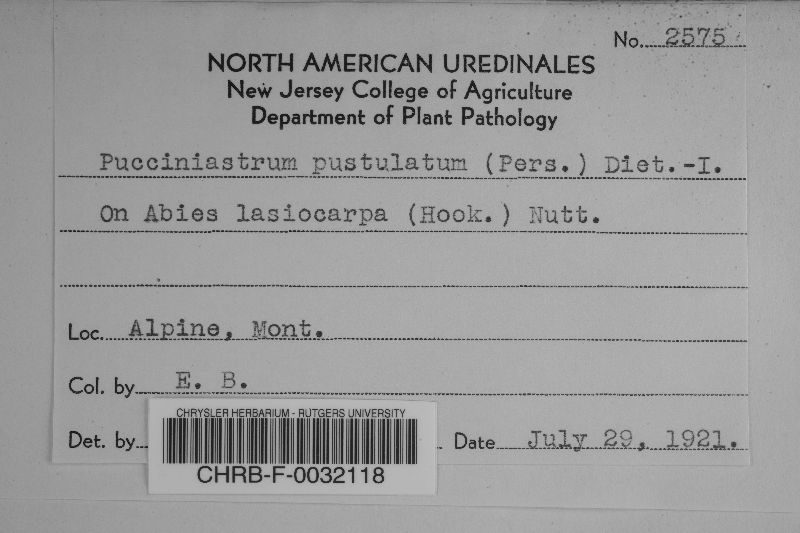 No. 2575
NORTH AMERICAN UREDINALES
New Jersey College of Agriculture
Department of Plant Pathology
Pucciniastrum pustulatum (Pers.) Diet.-I.
On Abies lasiocarpa (Hook.) Nutt.
Loc. Alpine, Mont.
Col. by E. B.
Det. by Date July 29, 1921.
CHRYSLER HERBARIUM - RUTGERS UNIVERSITY
CHRB-F-0032118